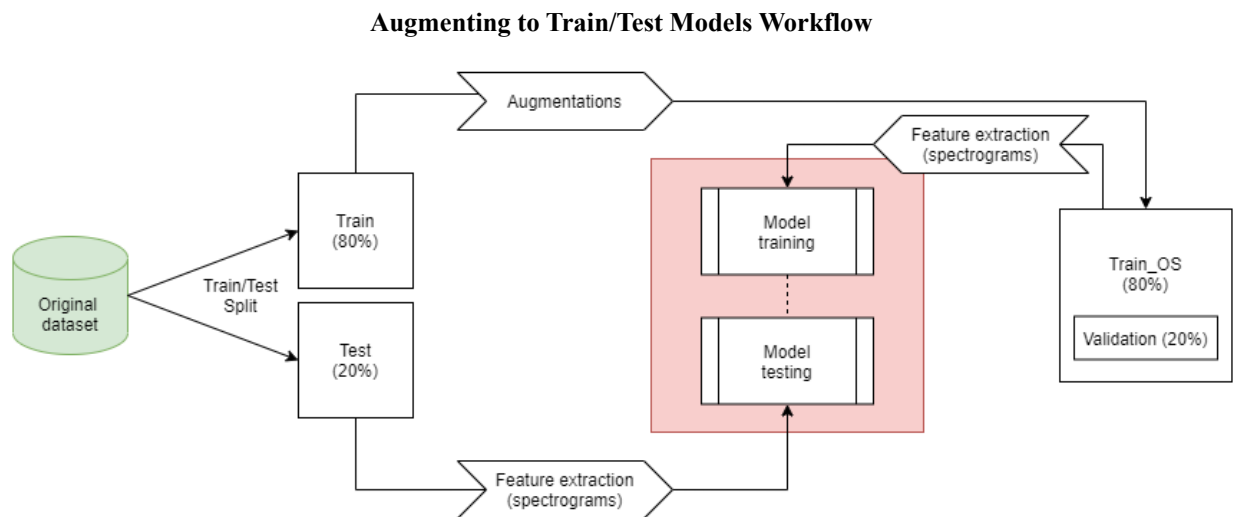 Augmenting to Train/Test Models Workflow
Augmentations
Feature extraction
(spectrograms)
Train
(80%)
Model
training
Train/Test
Split
Original
dataset
Train_OS
(80%)
Validation (20%)
Test
(20%)
Model
testing
Feature extraction
(spectrograms)